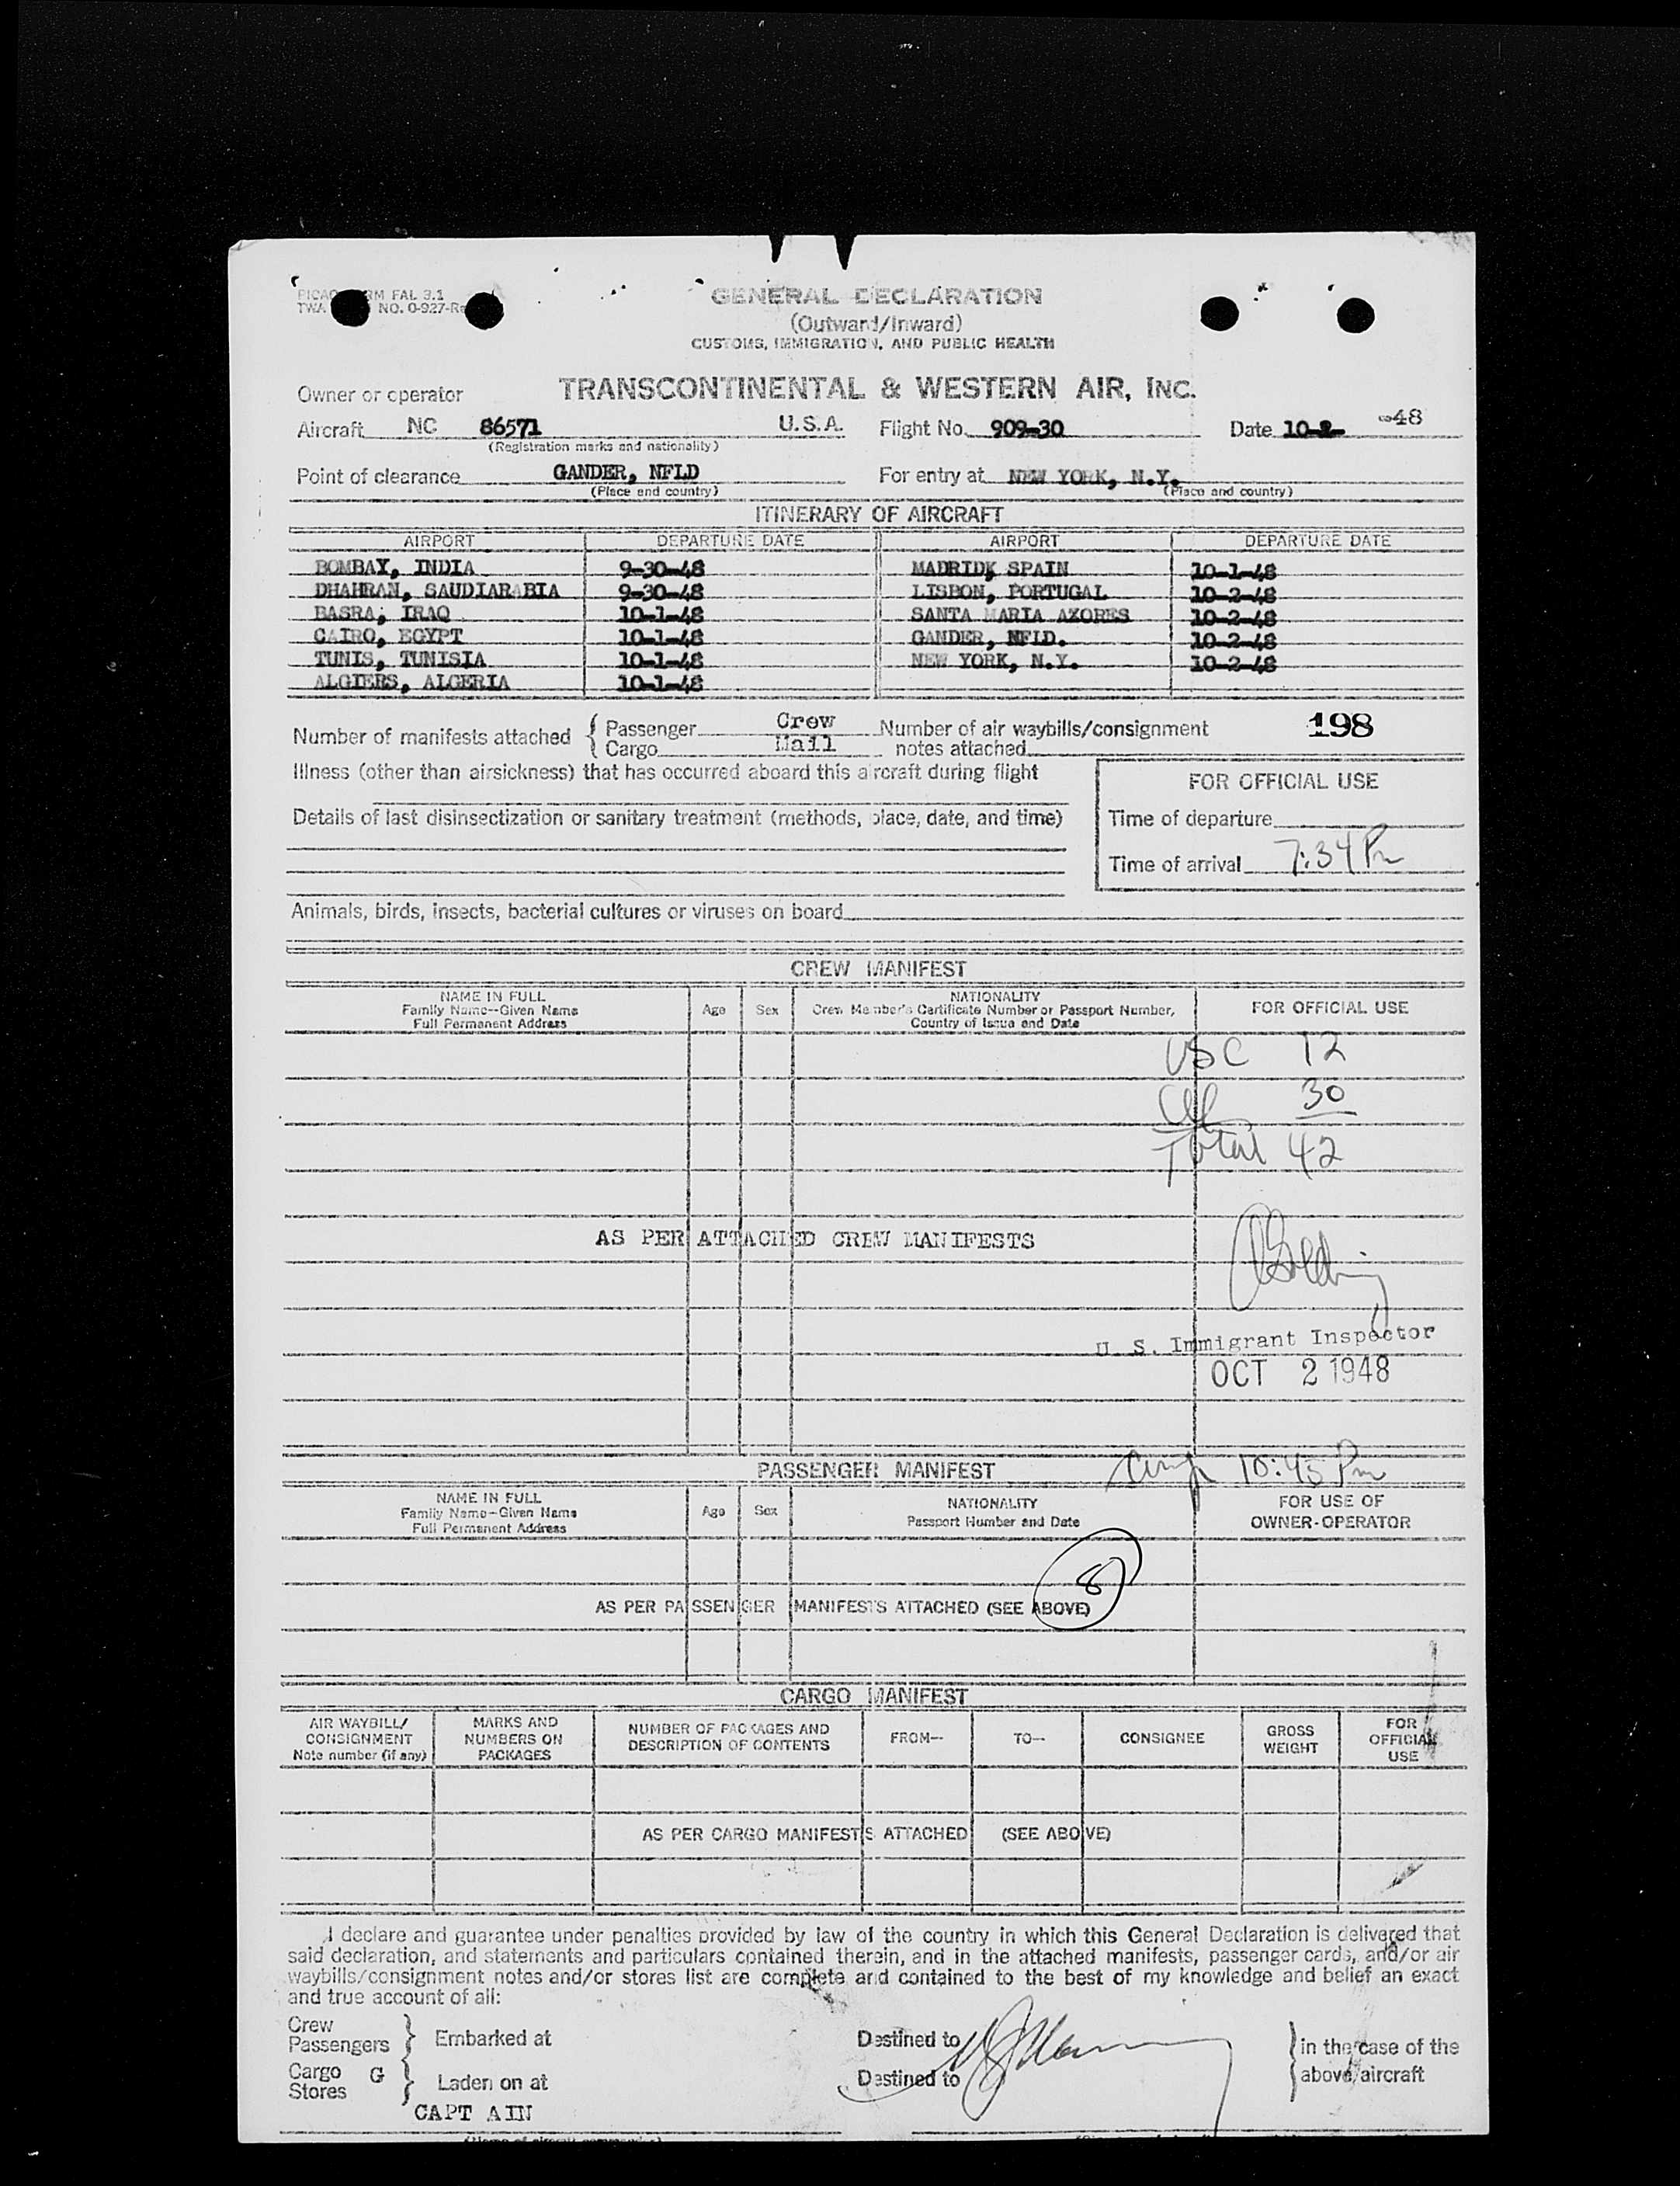 PICAO FORM FAL 3.1
TWA NO. 0-927-Re
GENERAL DECLARATION
(Outward/Inward)
CUSTOMS, IMMIGRATION, AND PUBLIC HEALTH
Owner or operator TRANSCONTINENTAL & WESTERN AIR, INC.
Aircraft NC 86571 U.S.A. Flight No. 909-30 Date 10-2-48
(Registration marks and nationality)
Point of clearance GANDER, NFLD For entry at NEW YORK, N.Y.
(Place and country) (Place and country)
ITINERARY OF AIRCRAFT
AIRPORT DEPARTURE DATE AIRPORT DEPARTURE DATE
BOMBAY, INDIA 9-30-48 MADRID, SPAIN 10-1-48
DHAHRAN, SAUDIARABIA 9-30-48 LISBON, PORTUGAL 10-2-48
BASRA, IRAQ 10-1-48 SANTA MARIA AZORES 10-2-48
CAIRO, EGYPT 10-1-48 GANDER, NFLD. 10-2-48
TUNIS, TUNISIA 10-1-48 NEW YORK, N.Y. 10-2-48
ALGIERS, ALGERIA 10-1-48
Number of manifests attached { Passenger Crew Number of air waybills/consignment 198
Cargo Mail notes attached
Illness (other than airsickness) that has occurred aboard this aircraft during flight
FOR OFFICIAL USE
Details of last disinsectization or sanitary treatment (methods, place, date, and time)
Time of departure
Time of arrival 7:34 Pm
Animals, birds, insects, bacterial cultures or viruses on board
CREW MANIFEST
NAME IN FULL
Family Name--Given Name
Full Permanent Address
Age Sex
NATIONALITY
Crew Member's Certificate Number or Passport Number,
Country of Issue and Date
FOR OFFICIAL USE
USC 12
30
Total 42
AS PER ATTACHED CREW MANIFESTS
U. S. Immigrant Inspector
OCT 2 1948
10:45 Pm
PASSENGER MANIFEST
NAME IN FULL
Family Name--Given Name
Full Permanent Address
Age Sex
NATIONALITY
Passport Number and Date
FOR USE OF
OWNER-OPERATOR
8
AS PER PASSENGER MANIFESTS ATTACHED (SEE ABOVE)
CARGO MANIFEST
AIR WAYBILL/
CONSIGNMENT
Note number (if any)
MARKS AND
NUMBERS ON
PACKAGES
NUMBER OF PACKAGES AND
DESCRIPTION OF CONTENTS
FROM-- TO-- CONSIGNEE
GROSS
WEIGHT
FOR
OFFICIAL
USE
AS PER CARGO MANIFESTS ATTACHED (SEE ABOVE)
I declare and guarantee under penalties provided by law of the country in which this General Declaration is delivered that
said declaration, and statements and particulars contained therein, and in the attached manifests, passenger cards, and/or air
waybills/consignment notes and/or stores list are complete and contained to the best of my knowledge and belief an exact
and true account of all:
Crew
Passengers } Embarked at Destined to } in the case of the
Cargo G
Stores } Laden on at Destined to above aircraft
CAPT AIN